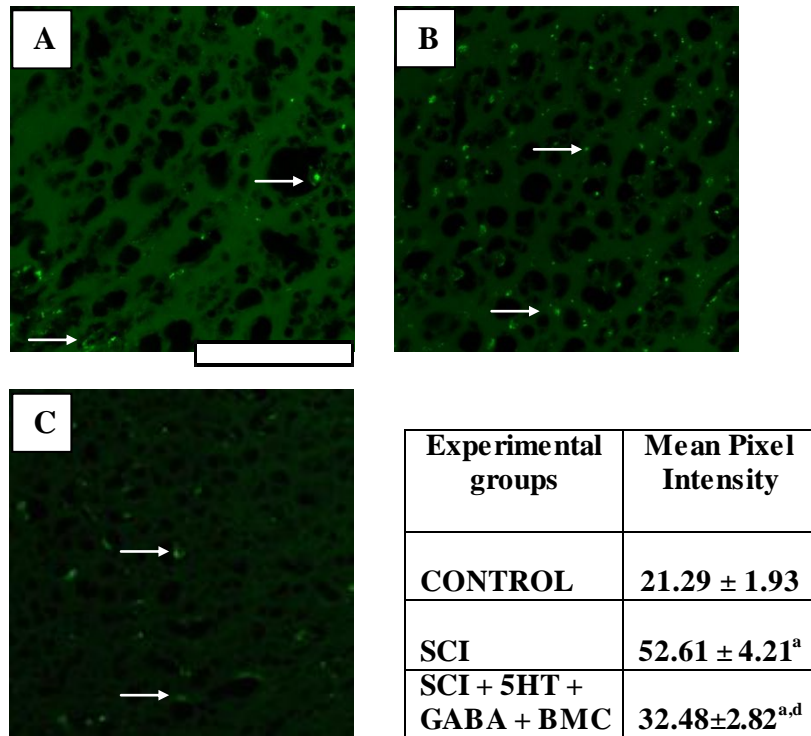 A
B
C
Experimental groups
Mean Pixel Intensity
CONTROL
21.29 ± 1.93
SCI
52.61 ± 4.21ᵃ
SCI + 5HT +
GABA + BMC
32.48±2.82ᵃ,ᵈ